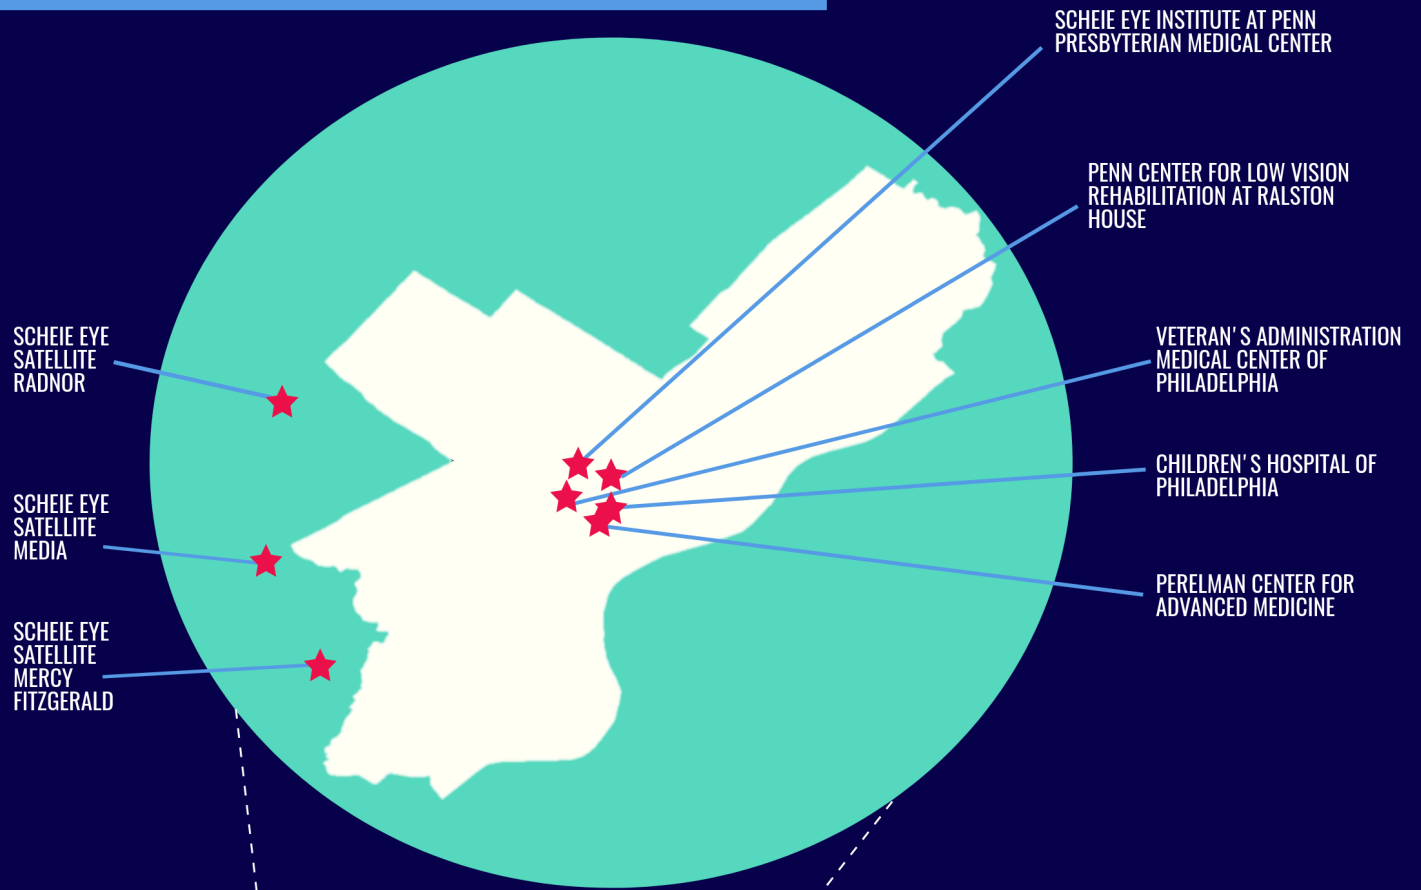 SCHEIE EYE INSTITUTE AT PENN
PRESBYTERIAN MEDICAL CENTER
PENN CENTER FOR LOW VISION
REHABILITATION AT RALSTON
HOUSE
VETERAN'S ADMINISTRATION
MEDICAL CENTER OF
PHILADELPHIA
CHILDREN'S HOSPITAL OF
PHILADELPHIA
PERELMAN CENTER FOR
ADVANCED MEDICINE
SCHEIE EYE
SATELLITE
RADNOR
SCHEIE EYE
SATELLITE
MEDIA
SCHEIE EYE
SATELLITE
MERCY
FITZGERALD